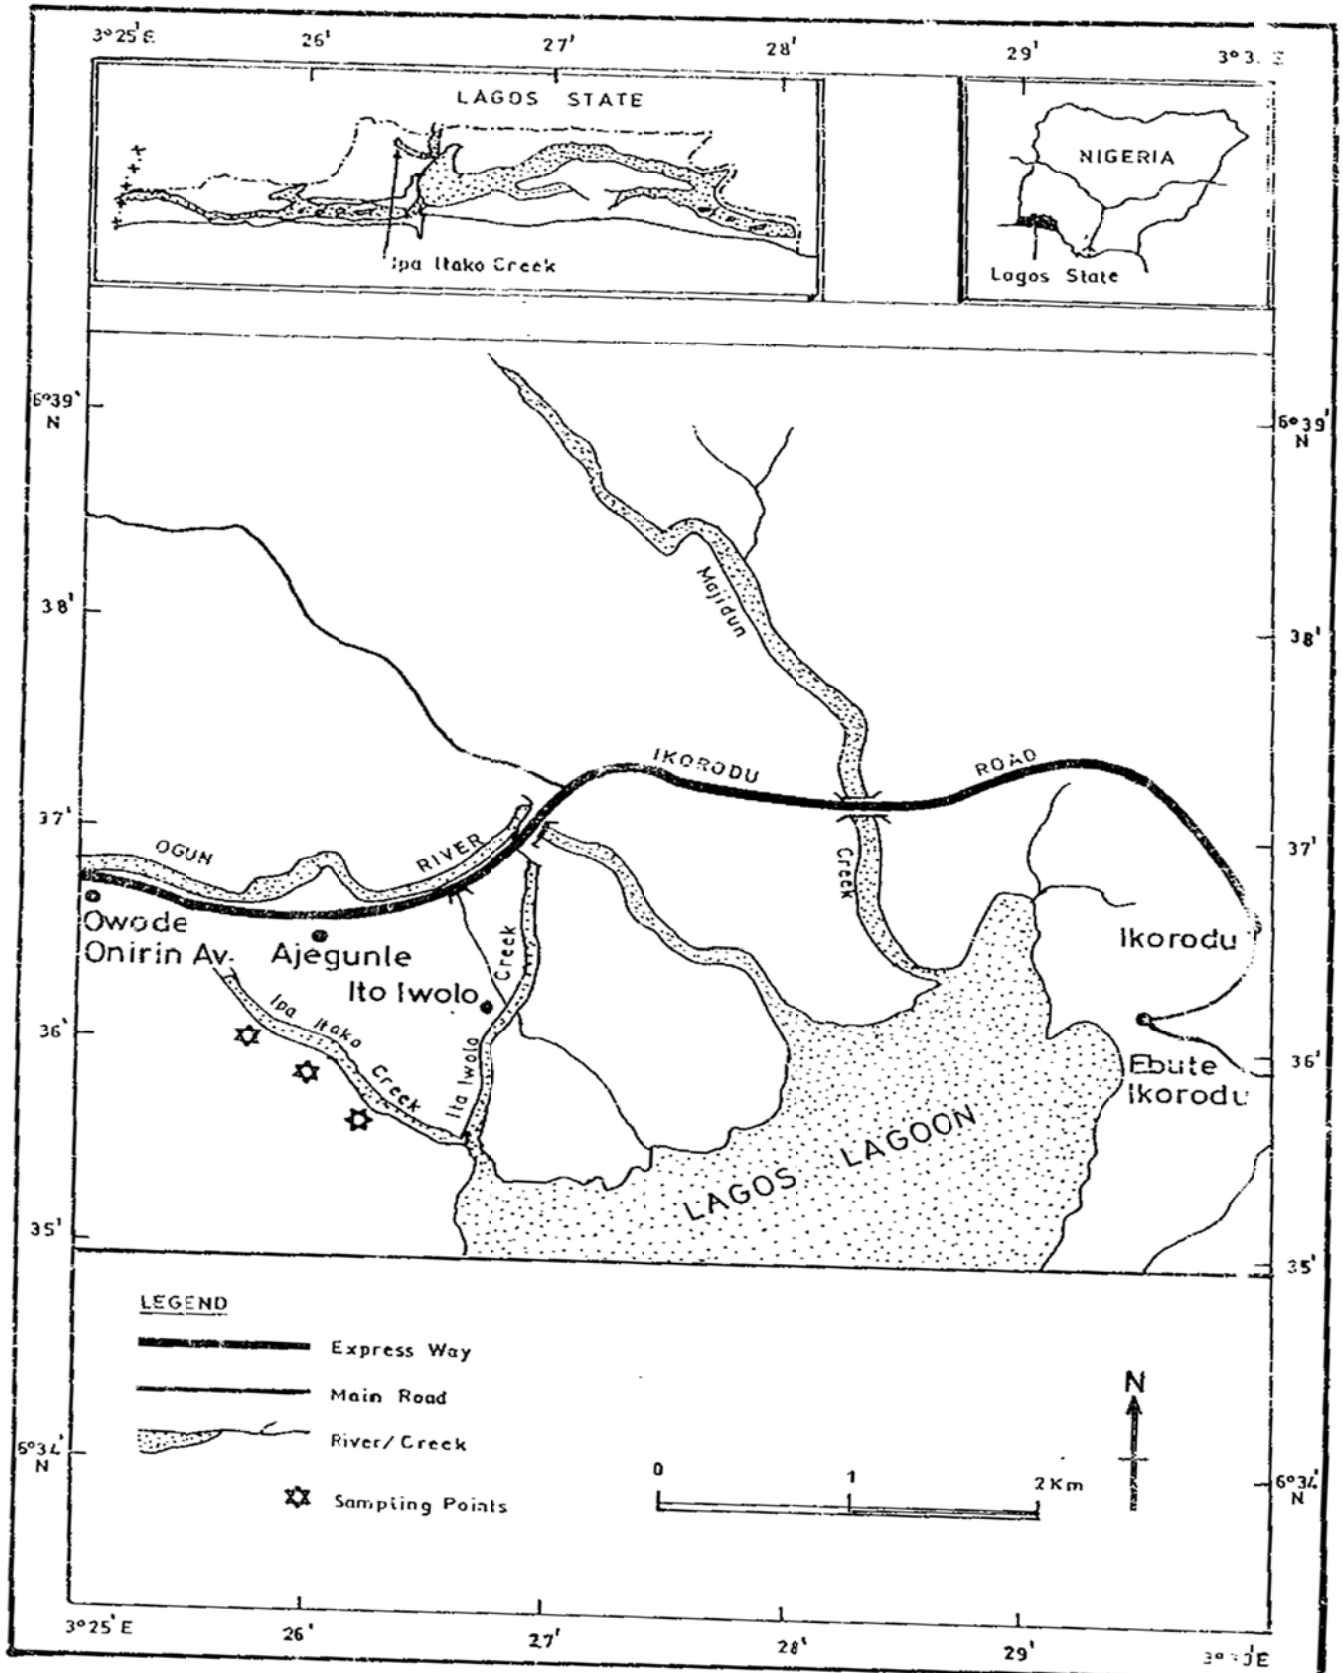 3°25'E 26' 27' 28' 29'
LAGOS STATE
Ipa Itako Creek
NIGERIA
Lagos State
6°39'
N
6°39'
N
38'
38'
Majidun
Creek
IKORODU ROAD
37'
37'
OGUN RIVER
Owode
Onirin Av.
Ajegunle
Ito Iwolo
Ikorodu
Ipa Itako Creek
Ita Iwolo Creek
36'
36'
Ebute
Ikorodu
LAGOS LAGOON
35'
35'
LEGEND
Express Way
Main Road
River/Creek
Sampling Points
0 1 2Km
N
6°34'
N
6°34'
N
3°25'E 26' 27' 28' 29'